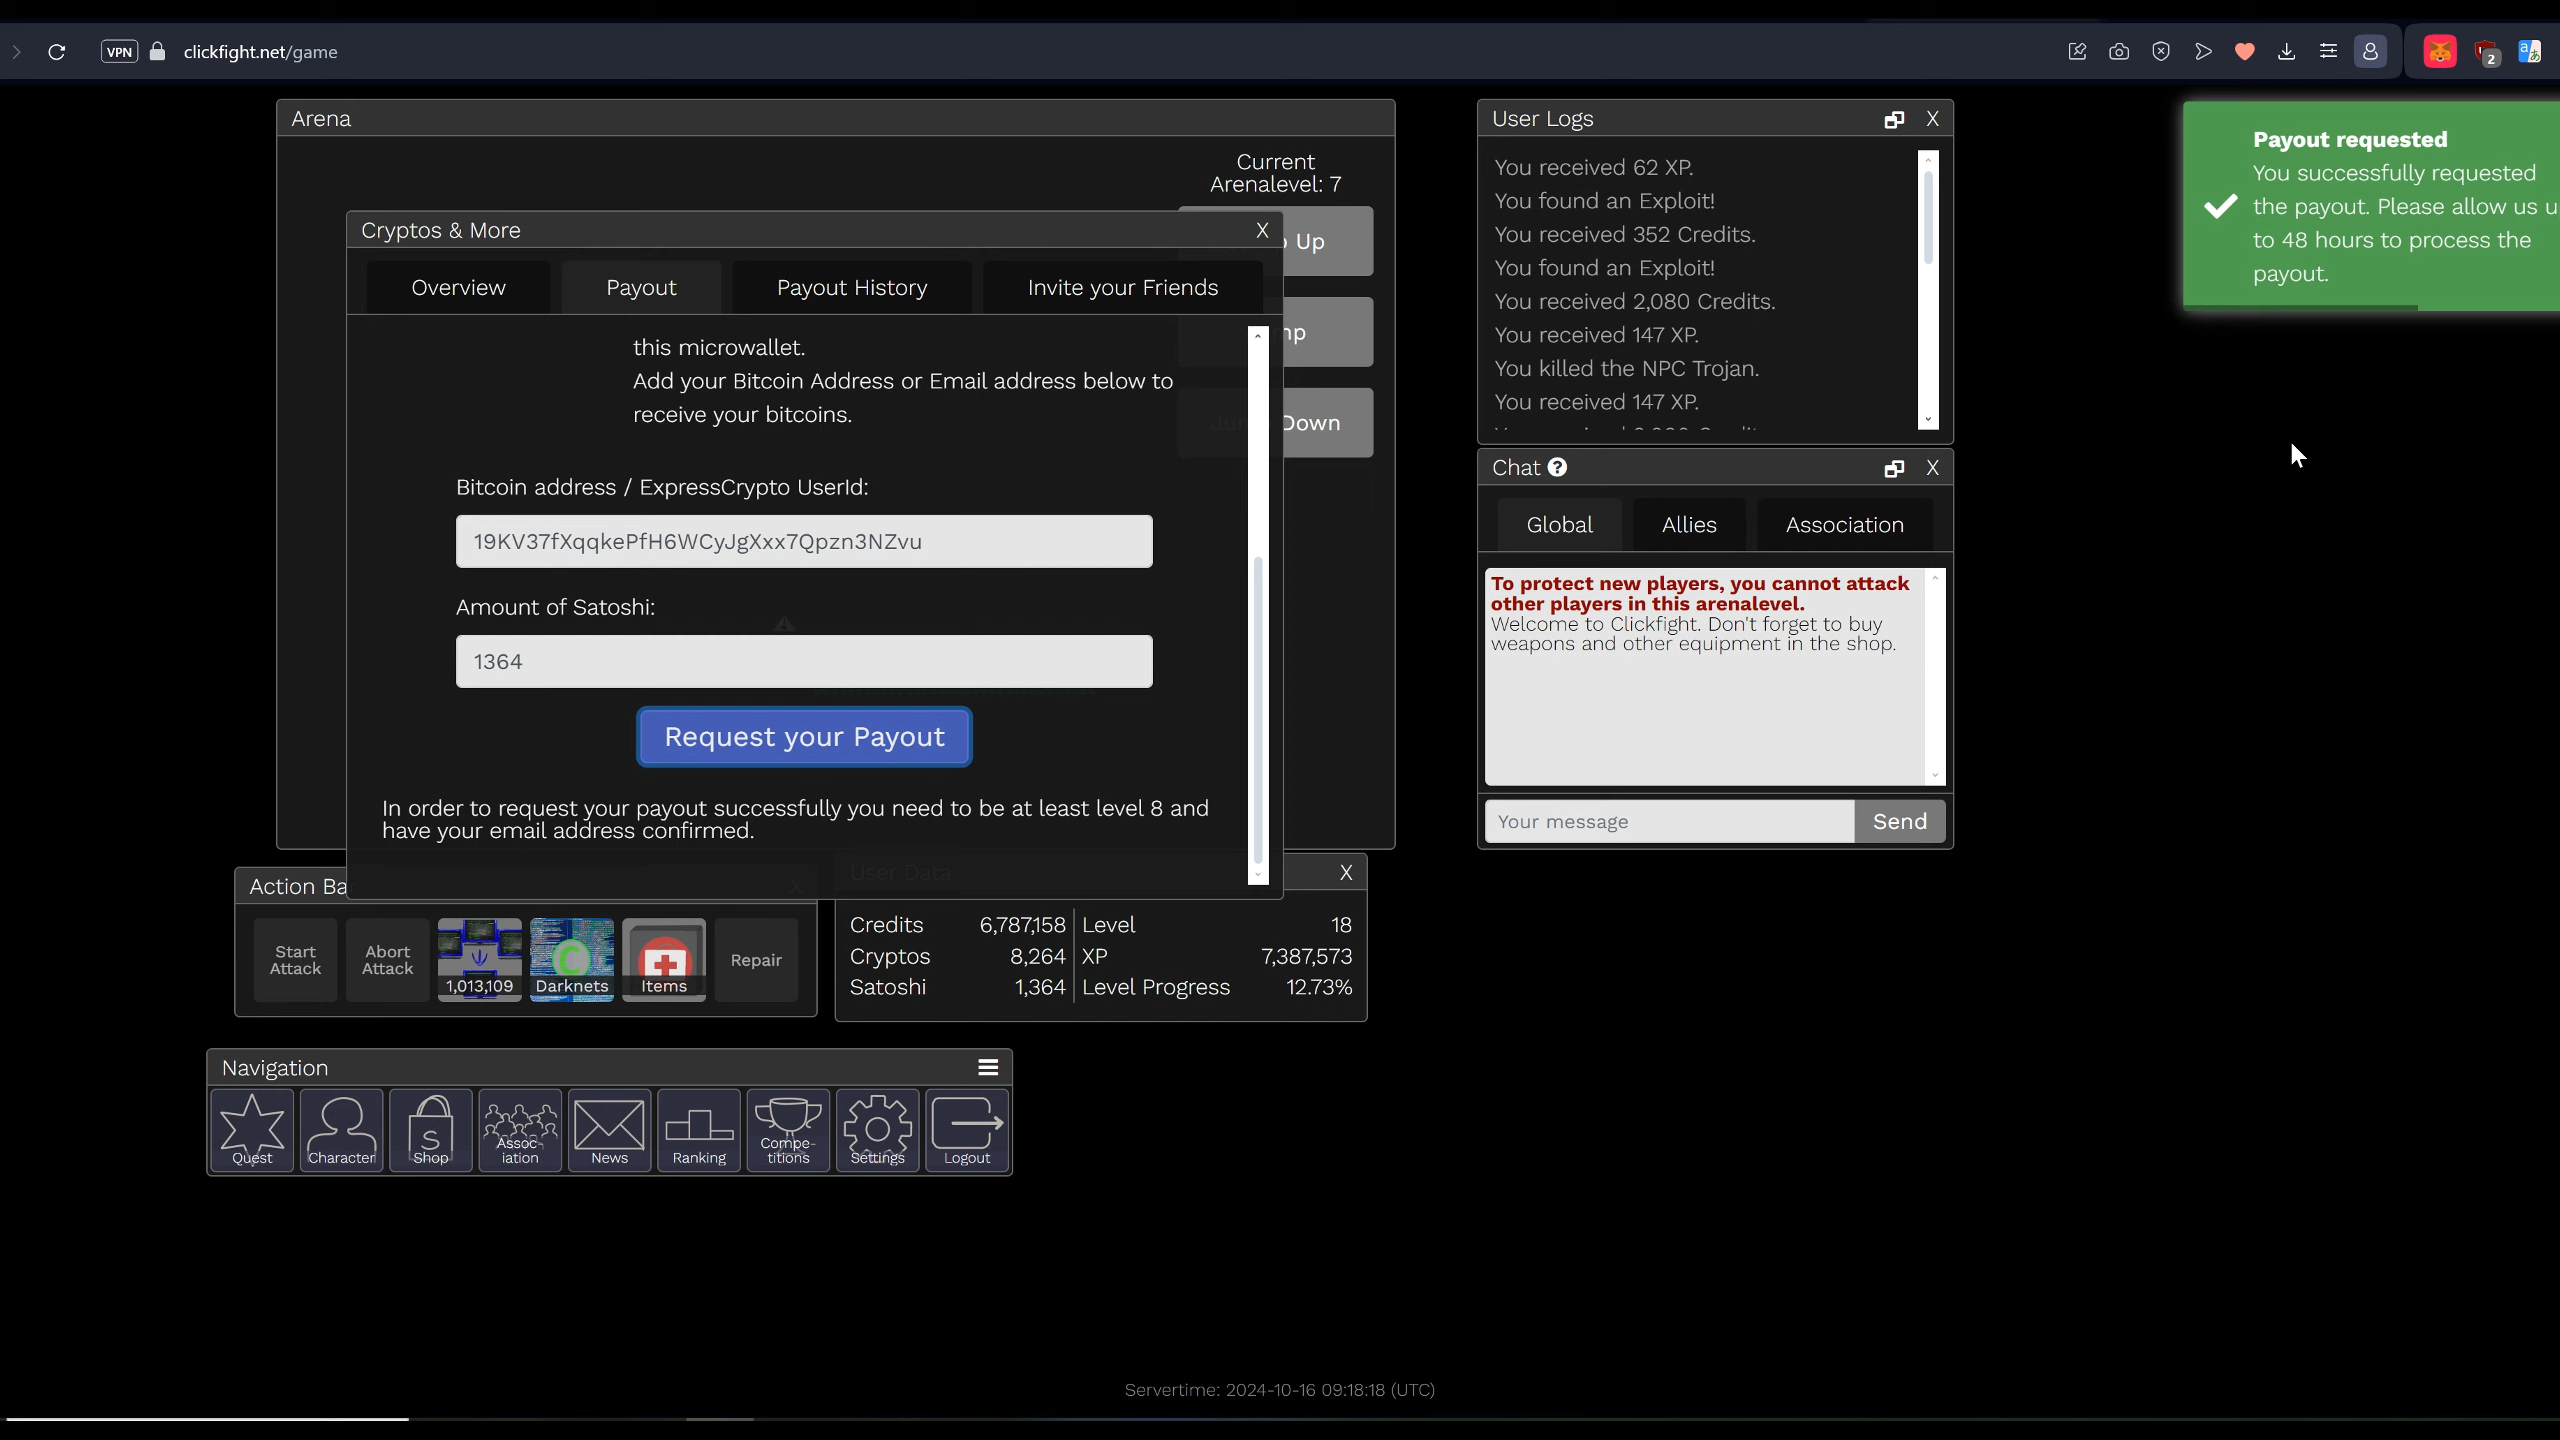 VPN
clickfight.net/game
2
Arena
Current
Arenalevel: 7
Up
Down
Cryptos & More
X
Overview
Payout
Payout History
Invite your Friends
this microwallet.
Add your Bitcoin Address or Email address below to
receive your bitcoins.
Bitcoin address / ExpressCrypto UserId:
19KV37fXqqkePfH6WCyJgXxx7Qpzn3NZvu
Amount of Satoshi:
1364
Request your Payout
In order to request your payout successfully you need to be at least level 8 and
have your email address confirmed.
User Logs
X
You received 62 XP.
You found an Exploit!
You received 352 Credits.
You found an Exploit!
You received 2,080 Credits.
You received 147 XP.
You killed the NPC Trojan.
You received 147 XP.
Payout requested
You successfully requested
the payout. Please allow us
to 48 hours to process the
payout.
Chat ?
X
Global
Allies
Association
To protect new players, you cannot attack
other players in this arenalevel.
Welcome to Clickfight. Don't forget to buy
weapons and other equipment in the shop.
Your message
Send
Action
X
Start
Attack
Abort
Attack
1,013,109
Darknets
Items
Repair
User Data
X
Credits 6,787,158 Level 18
Cryptos 8,264 XP 7,387,573
Satoshi 1,364 Level Progress 12.73%
Navigation
Quest
Character
Shop
Assoc-
iation
News
Ranking
Compe-
titions
Settings
Logout
Servertime: 2024-10-16 09:18:18 (UTC)